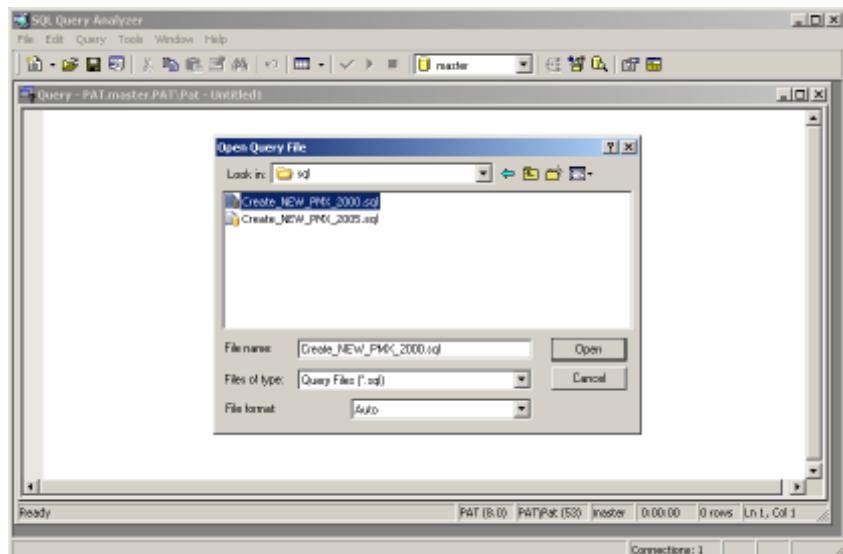 SQL Query Analyzer
File Edit Query Tools Window Help
master
Query - PAT.master.PAT\Pat - Untitled1
Open Query File
Look in: sql
Create_NEW_PMX_2000.sql
Create_NEW_PMX_2005.sql
File name: Create_NEW_PMX_2000.sql Open
Files of type: Query Files (*.sql) Cancel
File format: Auto
Ready PAT (8.0) PAT\Pat (53) master 0:00:00 0 rows Ln 1, Col 1
Connections: 1